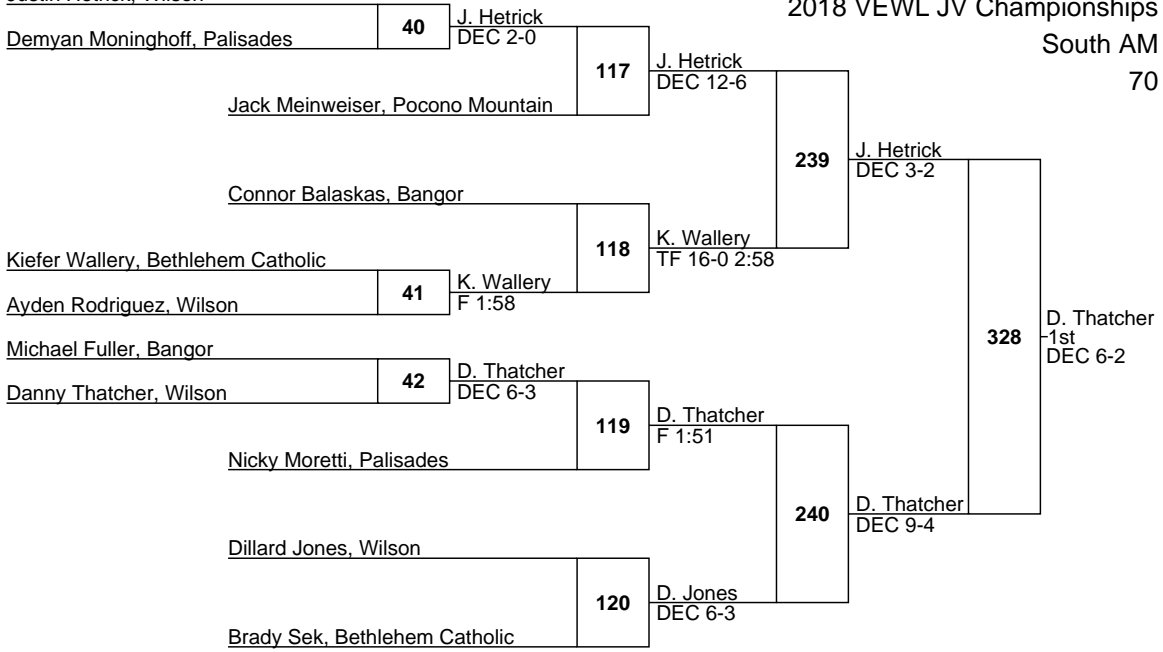 Justin Hetrick, Wilson
2018 VEWL JV Championships
South AM
70
40
J. Hetrick
DEC 2-0
Demyan Moninghoff, Palisades
117
J. Hetrick
DEC 12-6
Jack Meinweiser, Pocono Mountain
239
J. Hetrick
DEC 3-2
Connor Balaskas, Bangor
118
K. Wallery
TF 16-0 2:58
Kiefer Wallery, Bethlehem Catholic
41
K. Wallery
F 1:58
Ayden Rodriguez, Wilson
328
D. Thatcher
1st
DEC 6-2
Michael Fuller, Bangor
42
D. Thatcher
DEC 6-3
Danny Thatcher, Wilson
119
D. Thatcher
F 1:51
Nicky Moretti, Palisades
240
D. Thatcher
DEC 9-4
Dillard Jones, Wilson
120
D. Jones
DEC 6-3
Brady Sek, Bethlehem Catholic